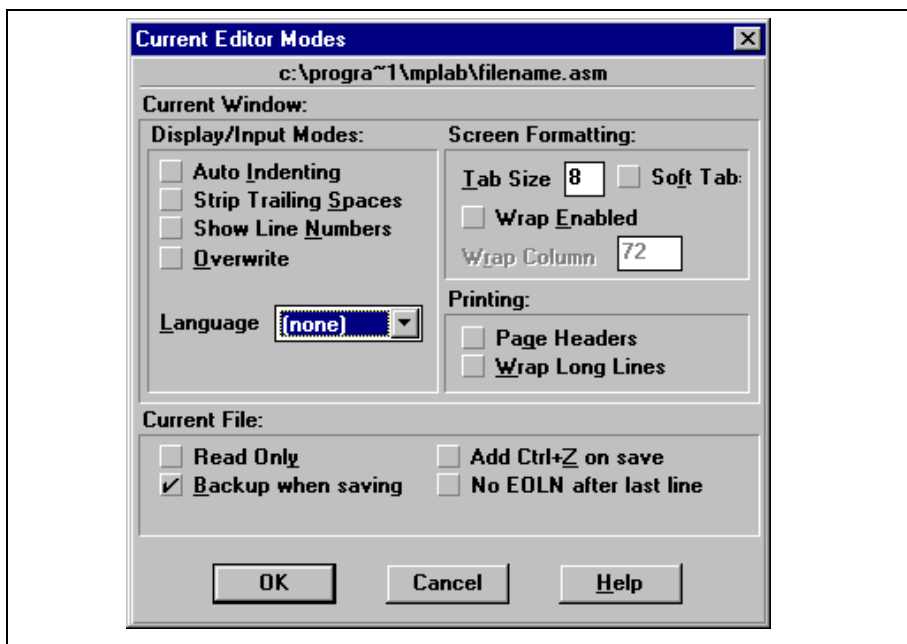 Current Editor Modes
c:\progra~1\mplab\filename.asm
Current Window:
Display/Input Modes:
Auto Indenting
Strip Trailing Spaces
Show Line Numbers
Overwrite
Language (none)
Screen Formatting:
Tab Size 8 Soft Tab:
Wrap Enabled
Wrap Column 72
Printing:
Page Headers
Wrap Long Lines
Current File:
Read Only
Backup when saving
Add Ctrl+Z on save
No EOLN after last line
OK Cancel Help